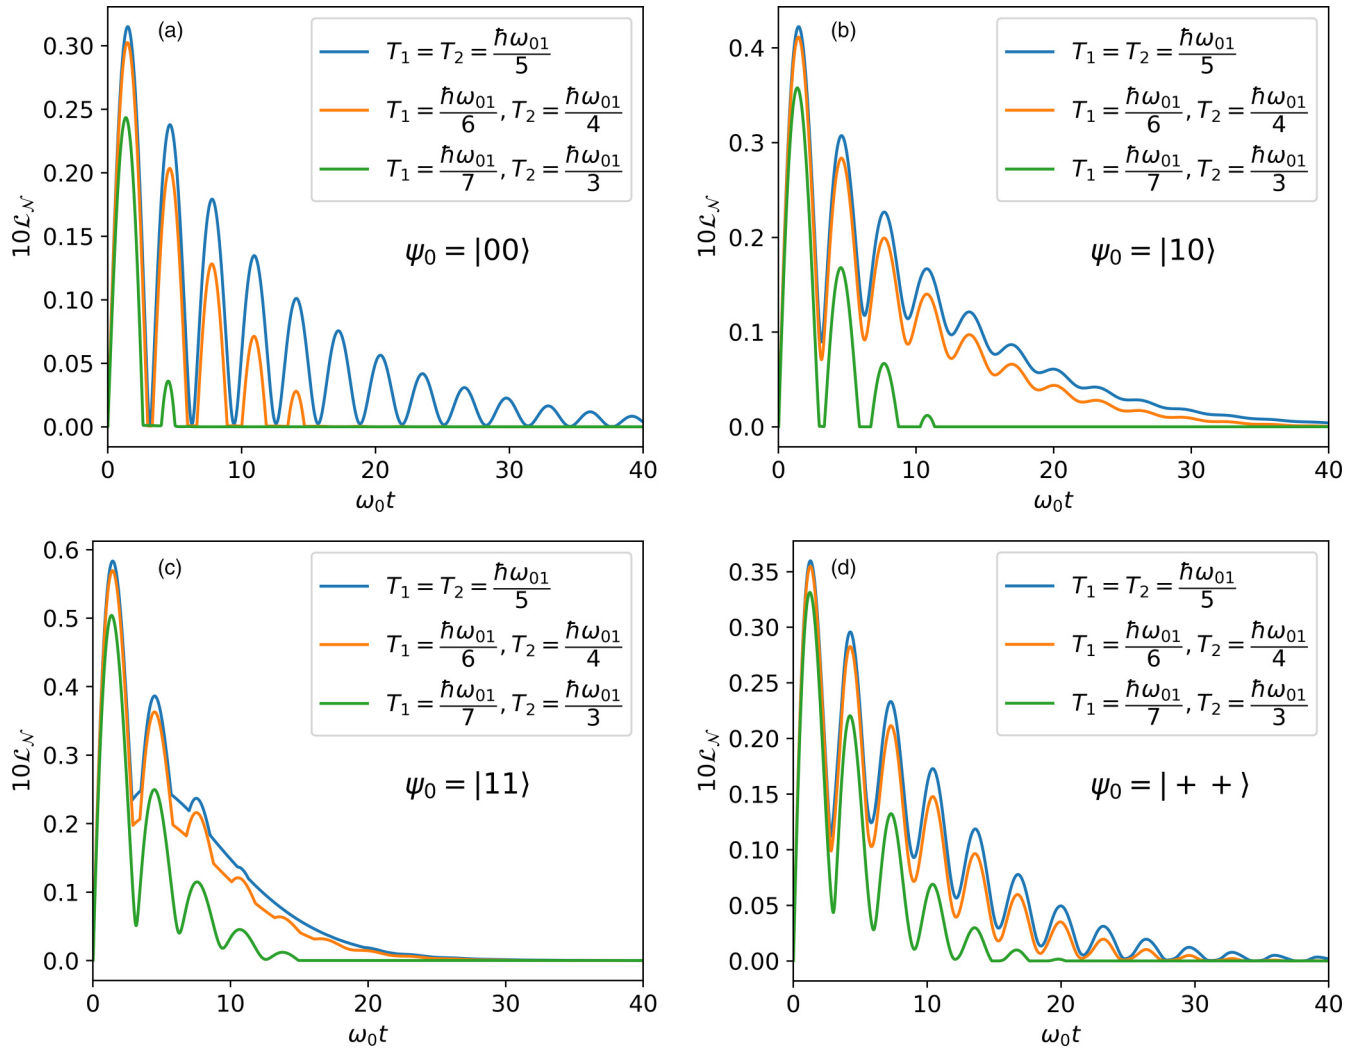 (a)
T₁ = T₂ = ħω₀₁/5
T₁ = ħω₀₁/6, T₂ = ħω₀₁/4
T₁ = ħω₀₁/7, T₂ = ħω₀₁/3
ψ₀ = |00⟩
10ℒ_𝒩
0.30
0.25
0.20
0.15
0.10
0.05
0.00
0 10 20 30 40
ω₀t
(b)
T₁ = T₂ = ħω₀₁/5
T₁ = ħω₀₁/6, T₂ = ħω₀₁/4
T₁ = ħω₀₁/7, T₂ = ħω₀₁/3
ψ₀ = |10⟩
10ℒ_𝒩
0.4
0.3
0.2
0.1
0.0
0 10 20 30 40
ω₀t
(c)
T₁ = T₂ = ħω₀₁/5
T₁ = ħω₀₁/6, T₂ = ħω₀₁/4
T₁ = ħω₀₁/7, T₂ = ħω₀₁/3
ψ₀ = |11⟩
10ℒ_𝒩
0.6
0.5
0.4
0.3
0.2
0.1
0.0
0 10 20 30 40
ω₀t
(d)
T₁ = T₂ = ħω₀₁/5
T₁ = ħω₀₁/6, T₂ = ħω₀₁/4
T₁ = ħω₀₁/7, T₂ = ħω₀₁/3
ψ₀ = | + + ⟩
10ℒ_𝒩
0.35
0.30
0.25
0.20
0.15
0.10
0.05
0.00
0 10 20 30 40
ω₀t